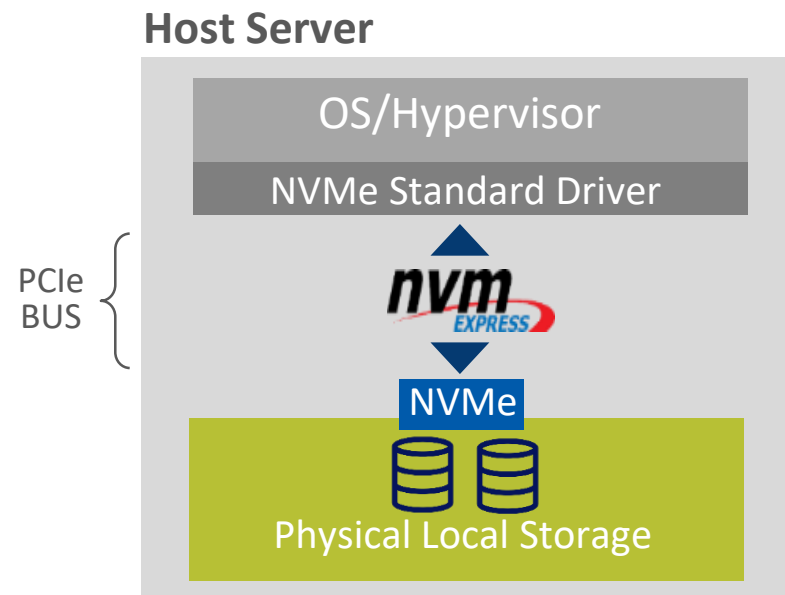 Host Server
OS/Hypervisor
NVMe Standard Driver
PCIe
BUS
nvm
EXPRESS
NVMe
Physical Local Storage